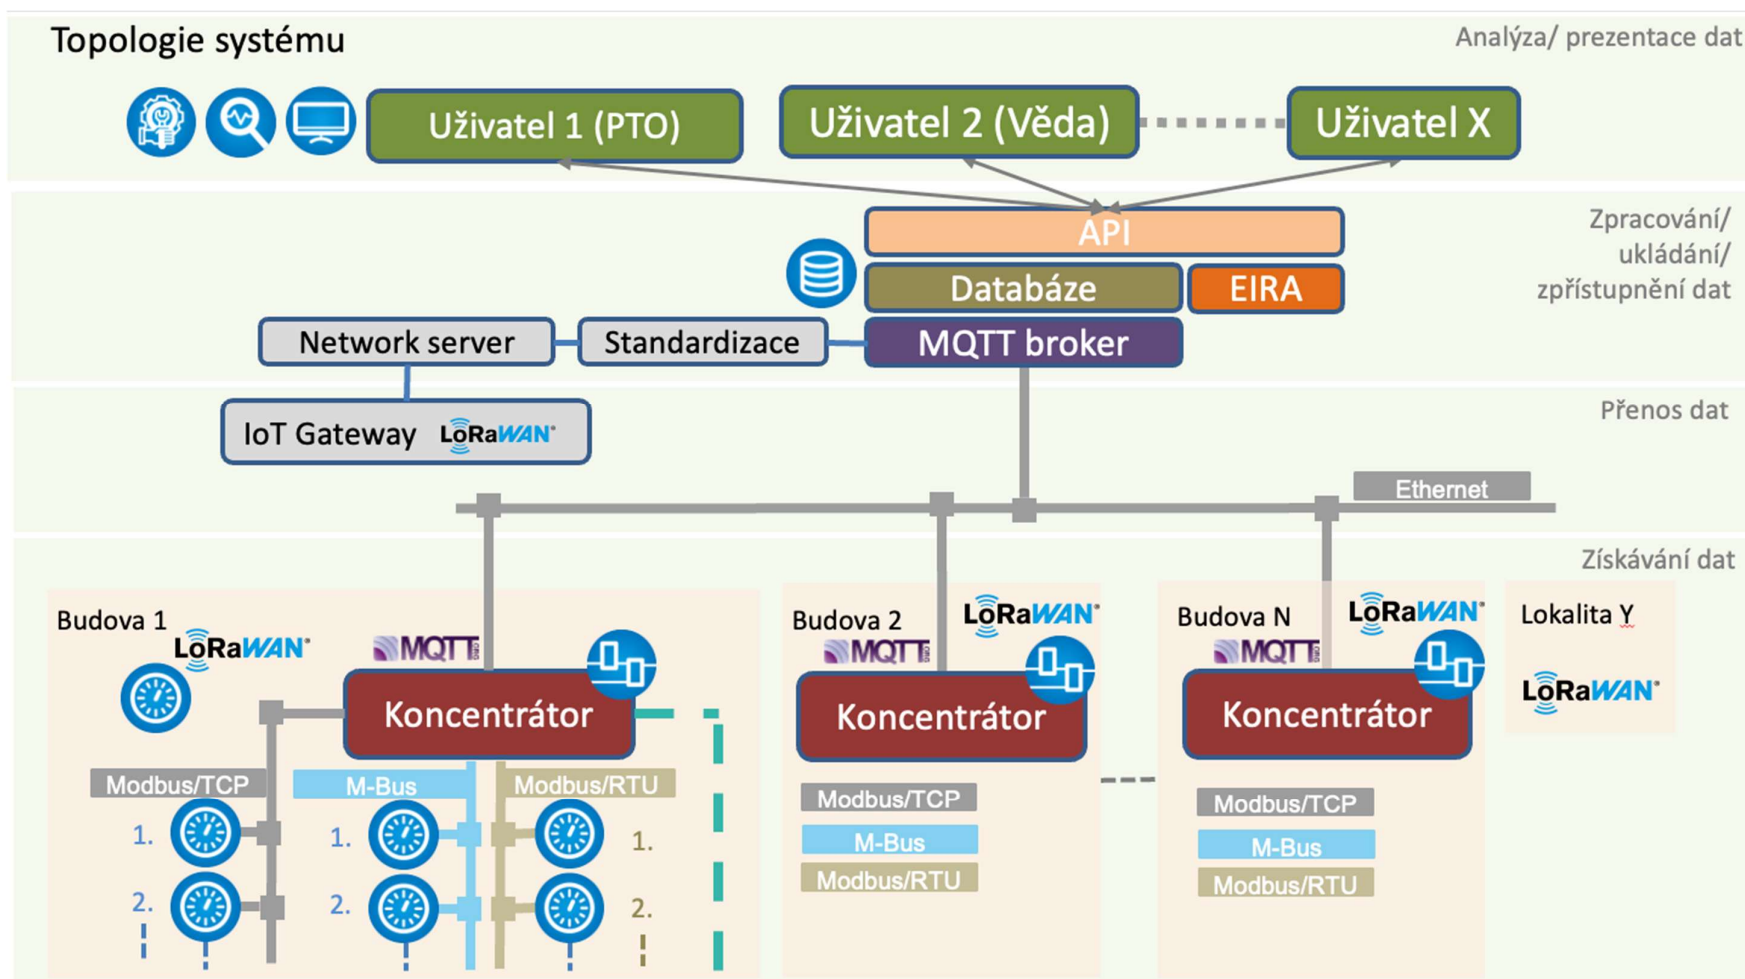 Topologie systému
Analýza/ prezentace dat
Uživatel 1 (PTO)
Uživatel 2 (Věda)
Uživatel X
API
Zpracování/
ukládání/
zpřístupnění dat
Databáze
EIRA
Network server
Standardizace
MQTT broker
IoT Gateway LoRaWAN®
Přenos dat
Ethernet
Získávání dat
Budova 1
LoRaWAN®
MQTT.ORG
Koncentrátor
Modbus/TCP
M-Bus
Modbus/RTU
1.
1.
1.
2.
2.
2.
Budova 2
LoRaWAN®
MQTT.ORG
Koncentrátor
Modbus/TCP
M-Bus
Modbus/RTU
Budova N
LoRaWAN®
MQTT.ORG
Koncentrátor
Modbus/TCP
M-Bus
Modbus/RTU
Lokalita Y
LoRaWAN®